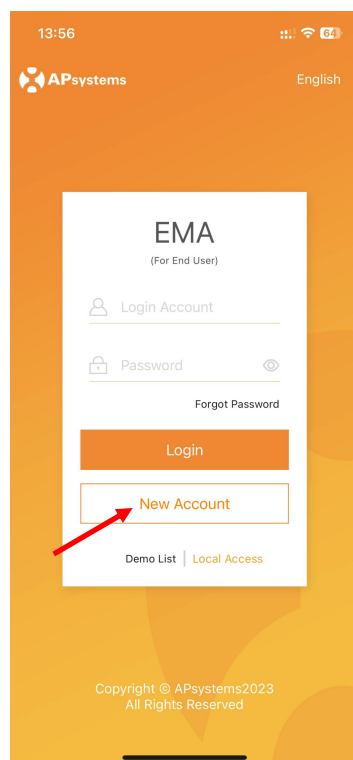 13:56
64
APsystems
English
EMA
(For End User)
Login Account
Password
Forgot Password
Login
New Account
Demo List | Local Access
Copyright © APsystems2023
All Rights Reserved